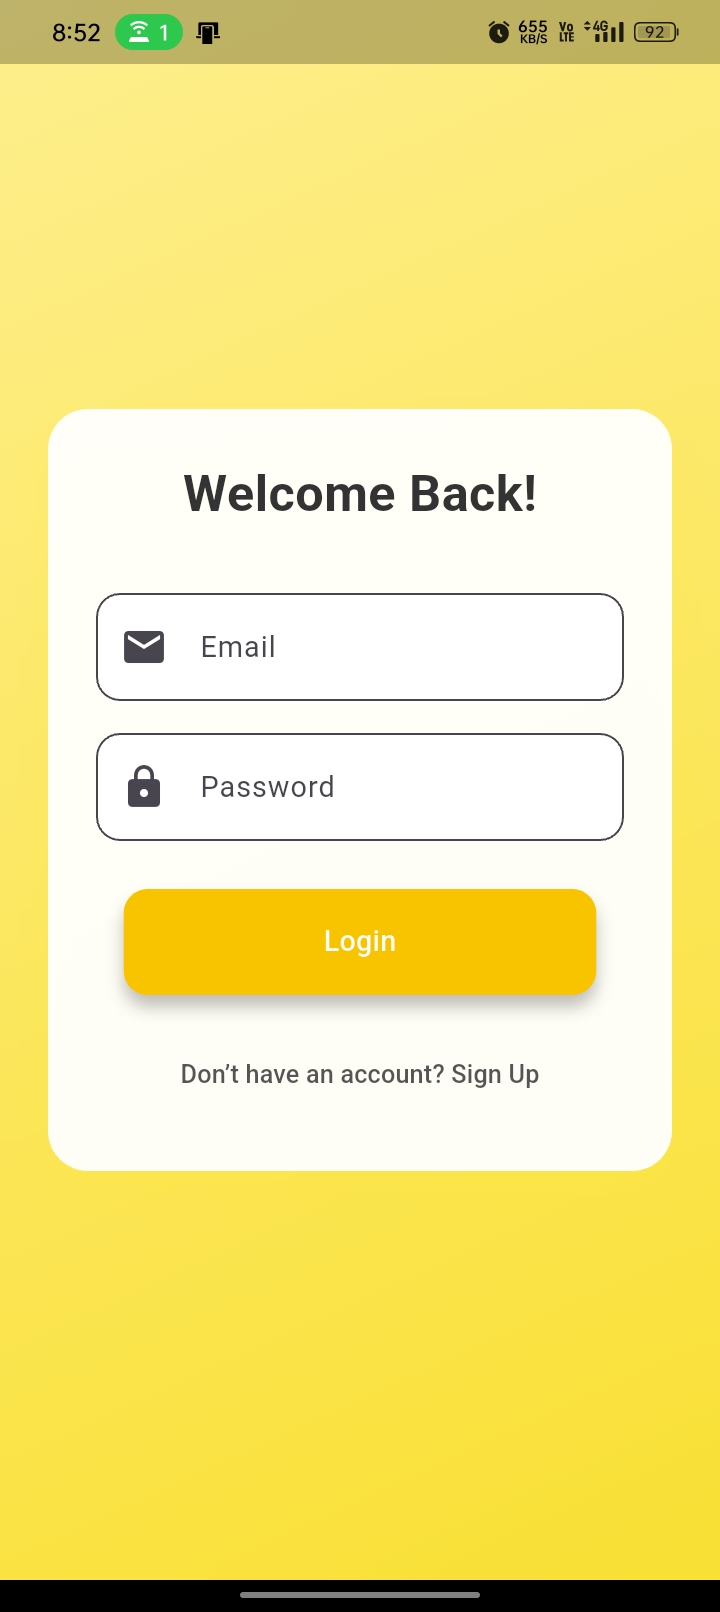 8:52 1 655 KB/S Vo LTE 4G 92
Welcome Back!
Email
Password
Login
Don’t have an account? Sign Up